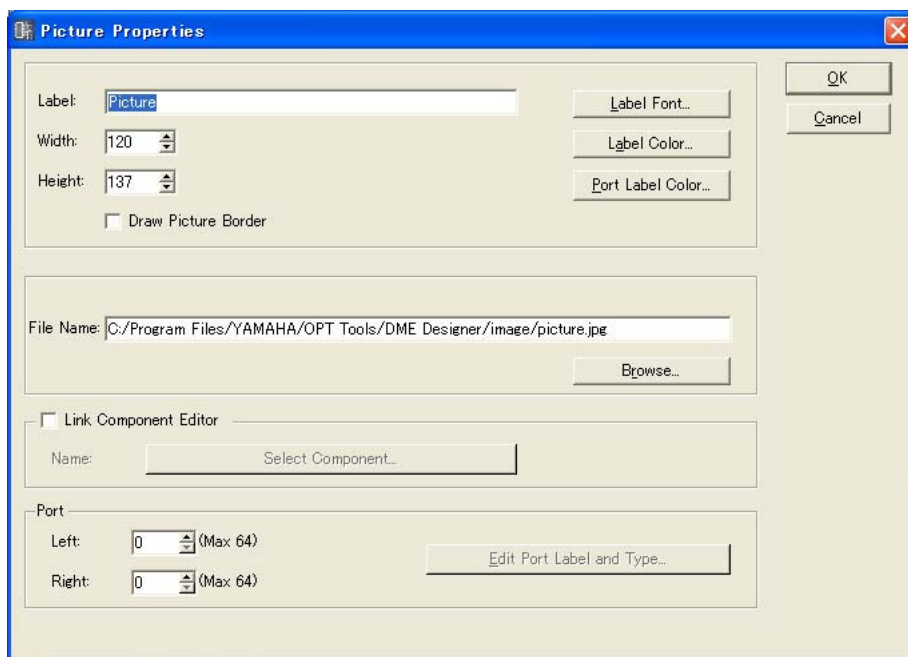 Picture Properties
OK
Cancel
Label: Picture Label Font...
Width: 120 Label Color...
Height: 137 Port Label Color...
Draw Picture Border
File Name: C:/Program Files/YAMAHA/OPT Tools/DME Designer/image/picture.jpg
Browse...
Link Component Editor
Name: Select Component...
Port
Left: 0 (Max 64) Edit Port Label and Type...
Right: 0 (Max 64)